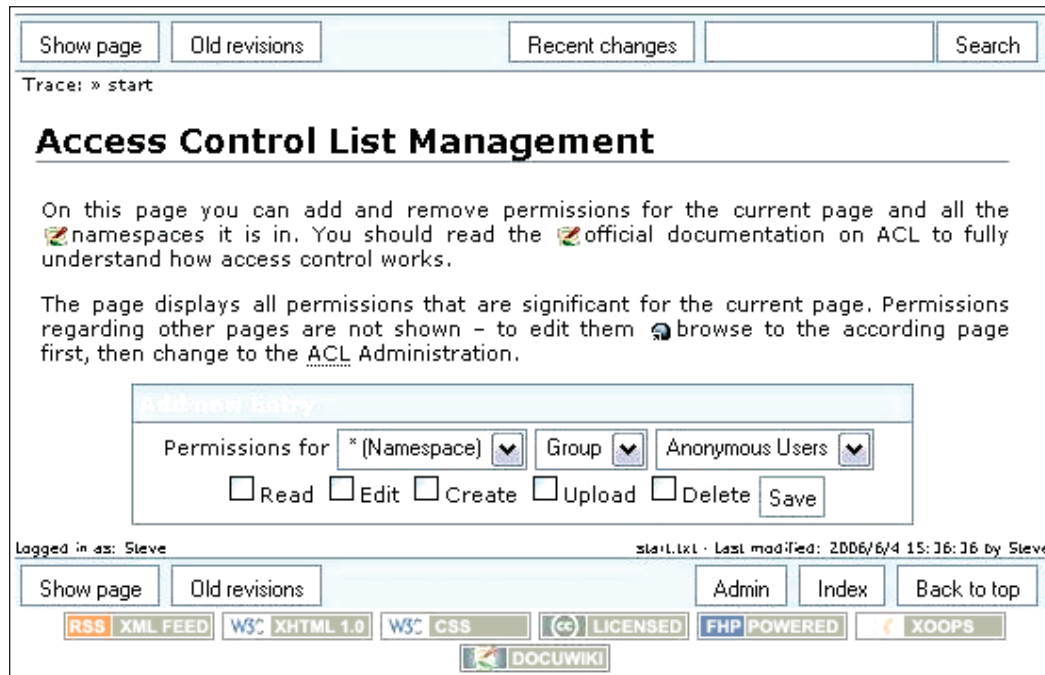 Show page Old revisions Recent changes Search
Trace: » start
Access Control List Management
On this page you can add and remove permissions for the current page and all the
namespaces it is in. You should read the official documentation on ACL to fully
understand how access control works.
The page displays all permissions that are significant for the current page. Permissions
regarding other pages are not shown – to edit them browse to the according page
first, then change to the ACL Administration.
Add new Entry
Permissions for * (Namespace) Group Anonymous Users
Read Edit Create Upload Delete Save
Logged in as: Steve start.txt · Last modified: 2006/6/4 15:36:36 by Steve
Show page Old revisions Admin Index Back to top
RSS XML FEED W3C XHTML 1.0 W3C CSS (cc) LICENSED FHP POWERED XOOPS
DOCUWIKI